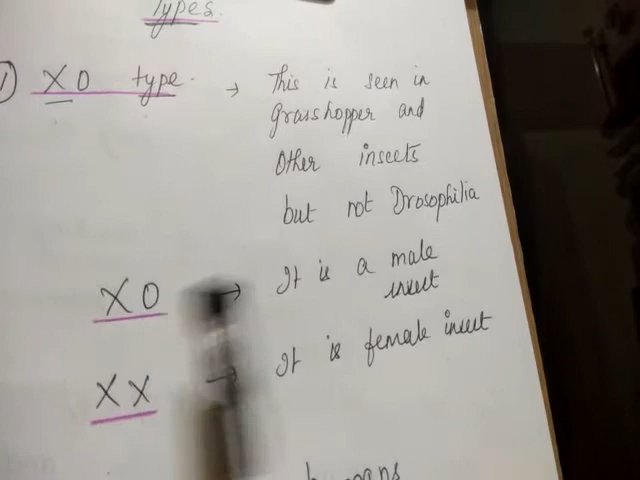 Types.
1) XO type. → This is seen in
Grasshopper and
Other insects
but not Drosophilia
XO → It is a male
insect
XX → It is female insect
humans